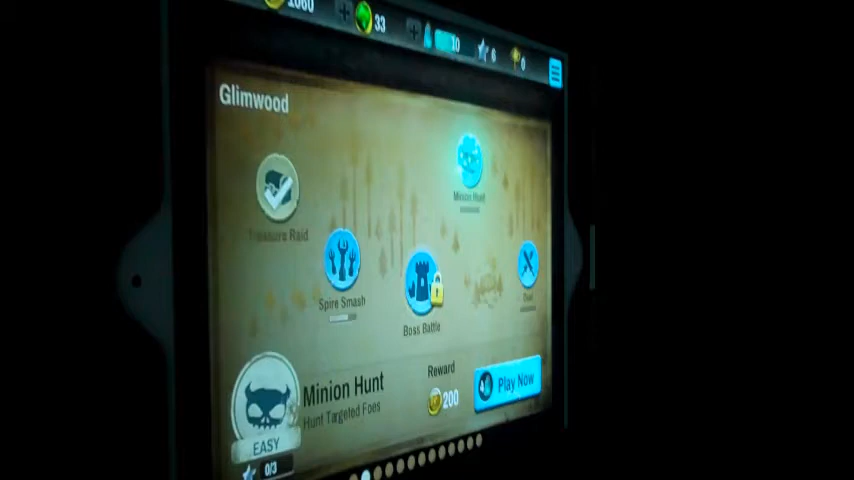 1060
33
10
6
0
Glimwood
Minion Hunt
Treasure Raid
Spire Smash
Boss Battle
Duel
Minion Hunt
Hunt Targeted Foes
Reward
200
Play Now
EASY
0/3